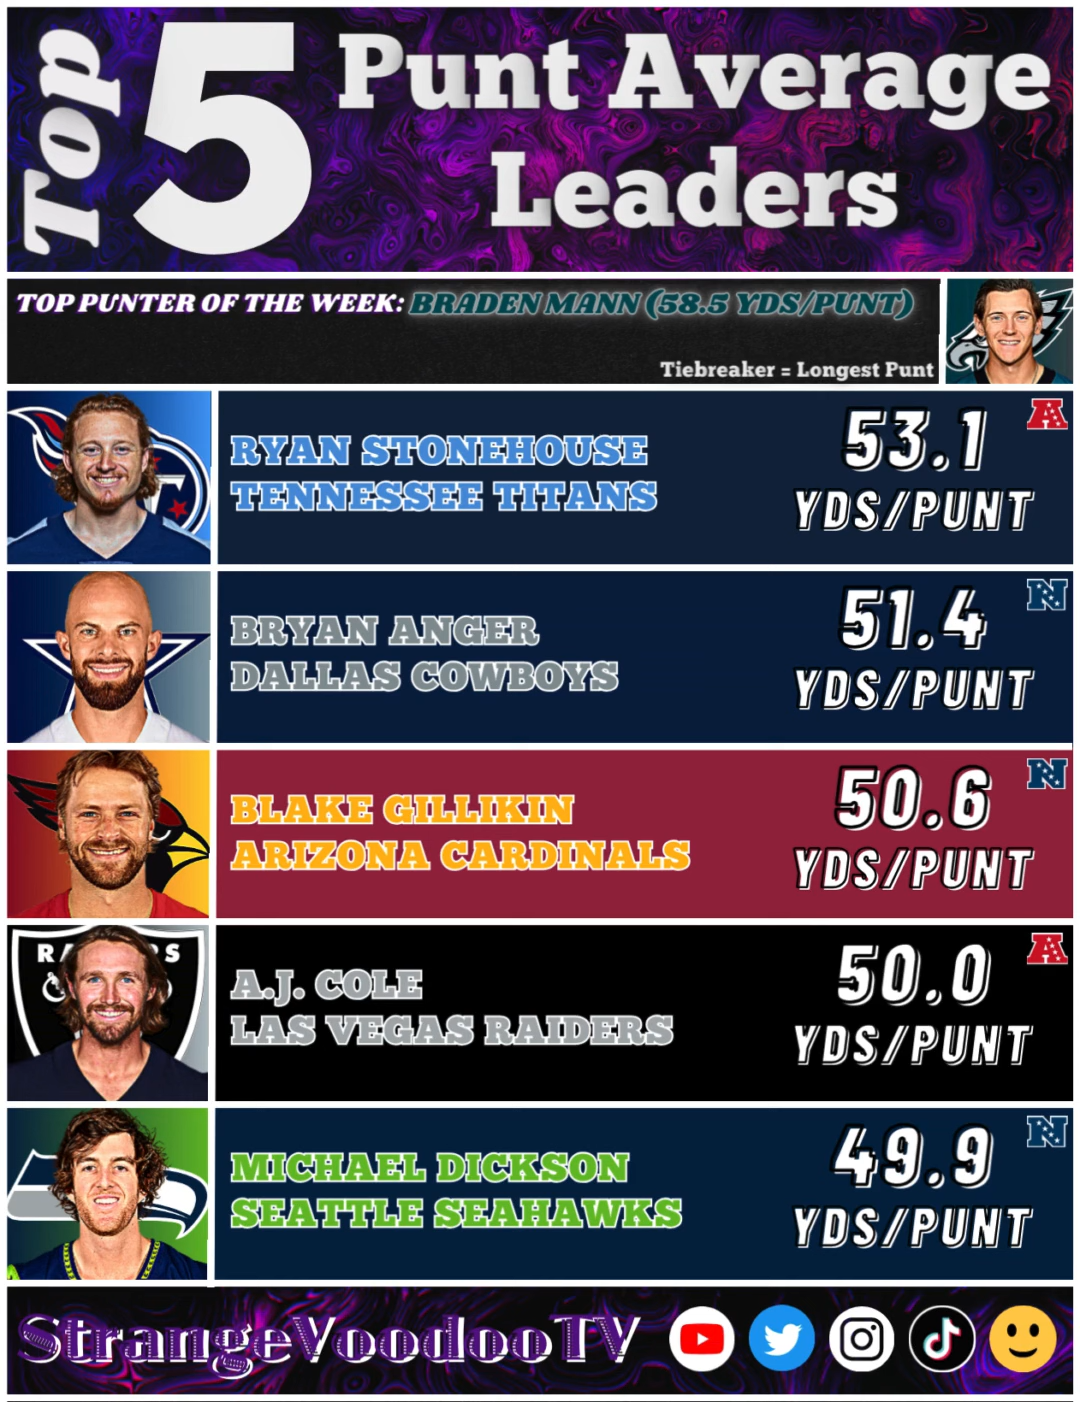 Top 5 Punt Average
Leaders
TOP PUNTER OF THE WEEK: BRADEN MANN (58.5 YDS/PUNT)
Tiebreaker = Longest Punt
RYAN STONEHOUSE
TENNESSEE TITANS
53.1
YDS/PUNT
A
BRYAN ANGER
DALLAS COWBOYS
51.4
YDS/PUNT
N
BLAKE GILLIKIN
ARIZONA CARDINALS
50.6
YDS/PUNT
N
RA RS
A.J. COLE
LAS VEGAS RAIDERS
50.0
YDS/PUNT
A
MICHAEL DICKSON
SEATTLE SEAHAWKS
49.9
YDS/PUNT
N
StrangeVoodooTV